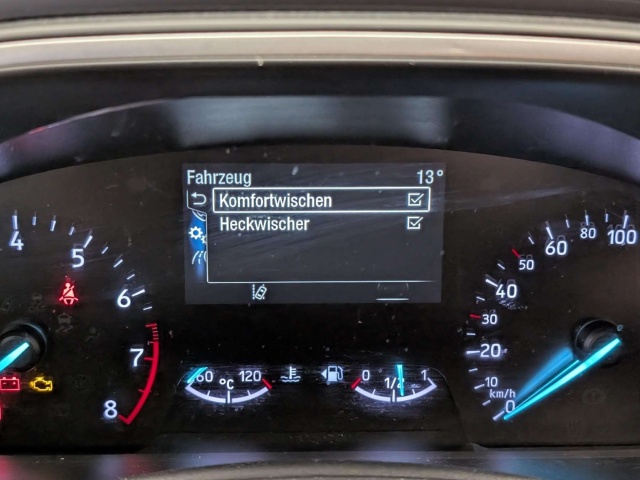 Fahrzeug 13°
Komfortwischen
Heckwischer
4 5 6 7 8
60 °C 120
0 1/2 1
0 10 20 30 40 50 60 80 100
km/h